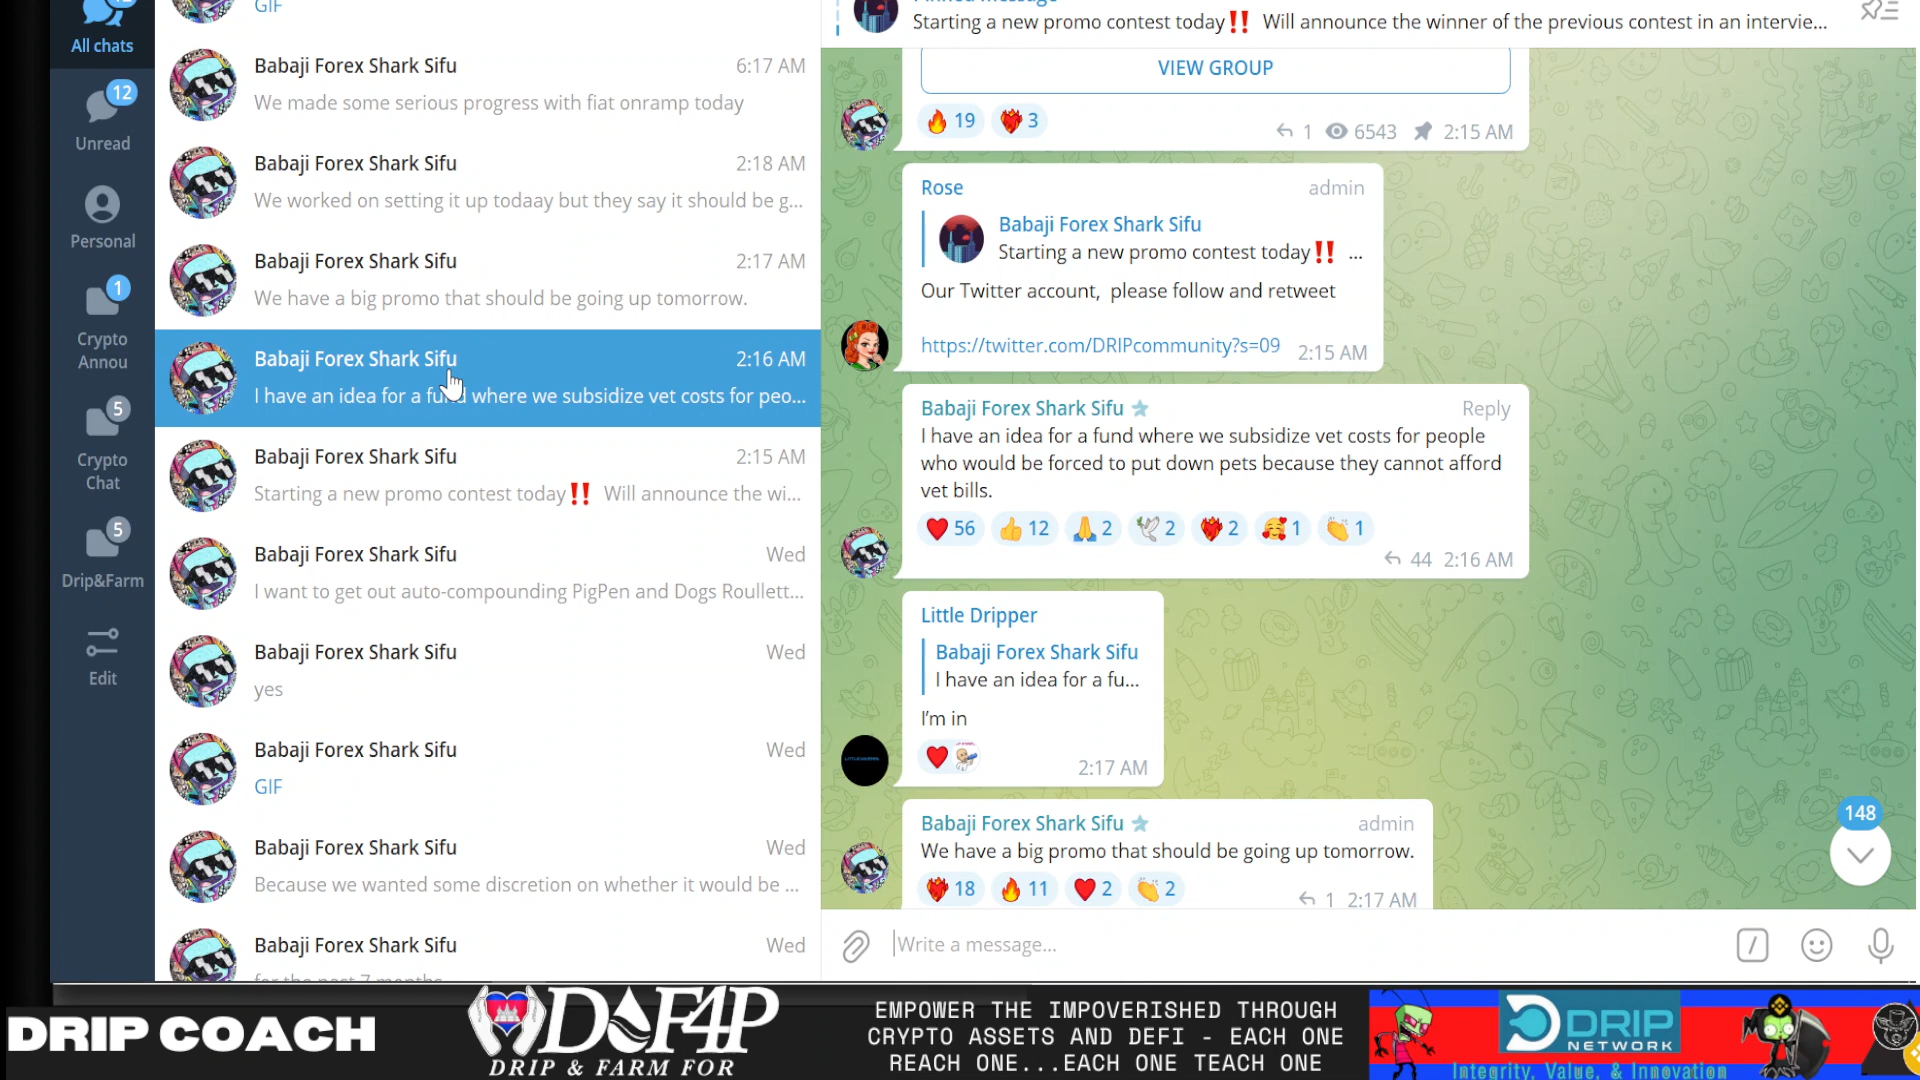 All chats
12
Unread
Personal
1
Crypto
Annou
5
Crypto
Chat
5
Drip&Farm
Edit
GIF
Babaji Forex Shark Sifu 6:17 AM
We made some serious progress with fiat onramp today
Babaji Forex Shark Sifu 2:18 AM
We worked on setting it up todaay but they say it should be g...
Babaji Forex Shark Sifu 2:17 AM
We have a big promo that should be going up tomorrow.
Babaji Forex Shark Sifu 2:16 AM
I have an idea for a fund where we subsidize vet costs for peo...
Babaji Forex Shark Sifu 2:15 AM
Starting a new promo contest today‼️ Will announce the wi...
Babaji Forex Shark Sifu Wed
I want to get out auto-compounding PigPen and Dogs Roullett...
Babaji Forex Shark Sifu Wed
yes
Babaji Forex Shark Sifu Wed
GIF
Babaji Forex Shark Sifu Wed
Because we wanted some discretion on whether it would be ...
Babaji Forex Shark Sifu Wed
for the past 7 months
Pinned message
Starting a new promo contest today‼️ Will announce the winner of the previous contest in an intervie...
VIEW GROUP
🔥 19 ❤️‍🔥 3
1 6543 2:15 AM
Rose admin
Babaji Forex Shark Sifu
Starting a new promo contest today‼️ ...
Our Twitter account, please follow and retweet
https://twitter.com/DRIPcommunity?s=09 2:15 AM
Babaji Forex Shark Sifu Reply
I have an idea for a fund where we subsidize vet costs for people
who would be forced to put down pets because they cannot afford
vet bills.
❤️ 56 👍 12 🙏 2 🕊️ 2 ❤️‍🔥 2 🥰 1 👏 1
44 2:16 AM
Little Dripper
Babaji Forex Shark Sifu
I have an idea for a fu...
I'm in
2:17 AM
Babaji Forex Shark Sifu admin
We have a big promo that should be going up tomorrow.
❤️‍🔥 18 🔥 11 ❤️ 2 👏 2
1 2:17 AM
148
Write a message...
DRIP COACH
DOF4P
DRIP & FARM FOR
EMPOWER THE IMPOVERISHED THROUGH
CRYPTO ASSETS AND DEFI - EACH ONE
REACH ONE...EACH ONE TEACH ONE
DRIP
NETWORK
Integrity, Value, & Innovation